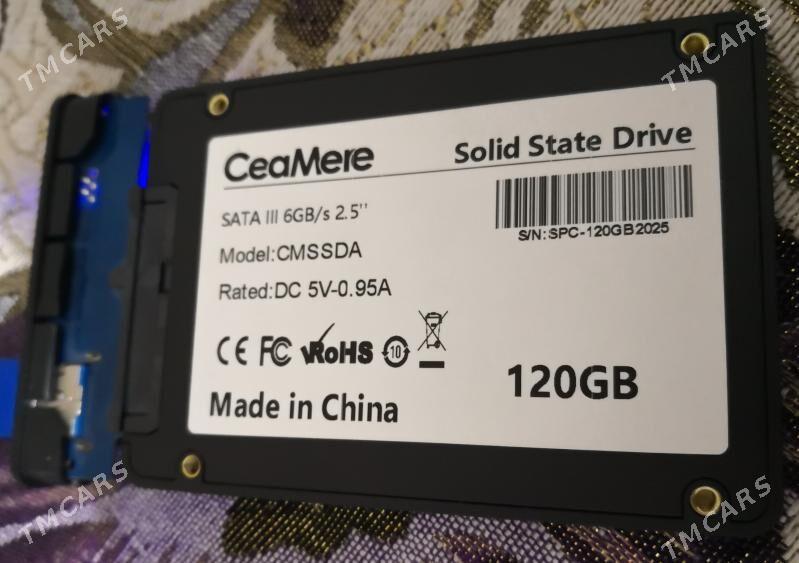 TMCARS
TMCARS
CeaMere
Solid State Drive
SATA III 6GB/s 2.5''
Model:CMSSDA
S/N:SPC-120GB2025
Rated:DC 5V-0.95A
CE FC RoHS 10
120GB
Made in China
TMCARS
TMCARS